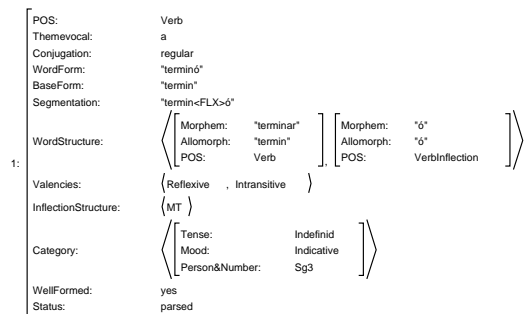 POS: Verb
Themevocal: a
Conjugation: regular
WordForm: "terminó"
BaseForm: "termin"
Segmentation: "termin<FLX>ó"
Morphem: "terminar" Morphem: "ó"
WordStructure: Allomorph: "termin" Allomorph: "ó"
POS: Verb , POS: VerbInflection
1:
Valencies: Reflexive , Intransitive
InflectionStructure: MT
Tense: Indefinid
Category: Mood: Indicative
Person&Number: Sg3
WellFormed: yes
Status: parsed